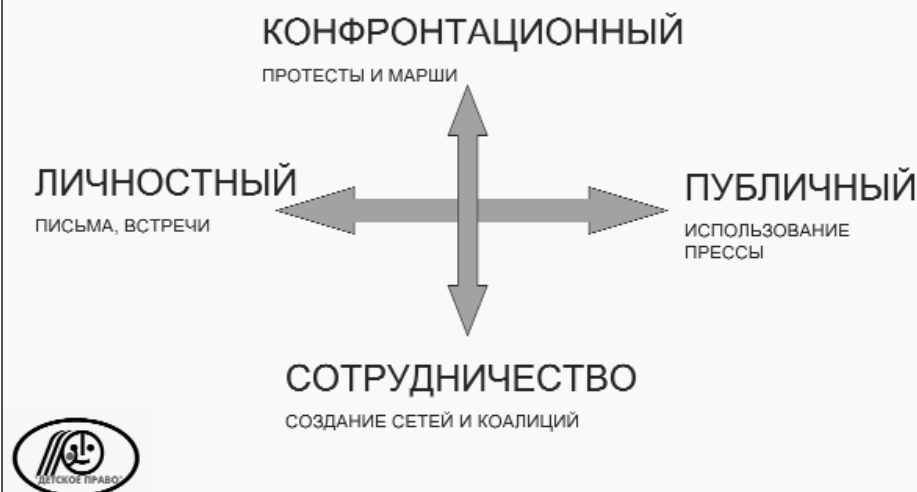 КОНФРОНТАЦИОННЫЙ
ПРОТЕСТЫ И МАРШИ
ЛИЧНОСТНЫЙ
ПИСЬМА, ВСТРЕЧИ
ПУБЛИЧНЫЙ
ИСПОЛЬЗОВАНИЕ
ПРЕССЫ
СОТРУДНИЧЕСТВО
СОЗДАНИЕ СЕТЕЙ И КОАЛИЦИЙ
"ДЕТСКОЕ ПРАВО"